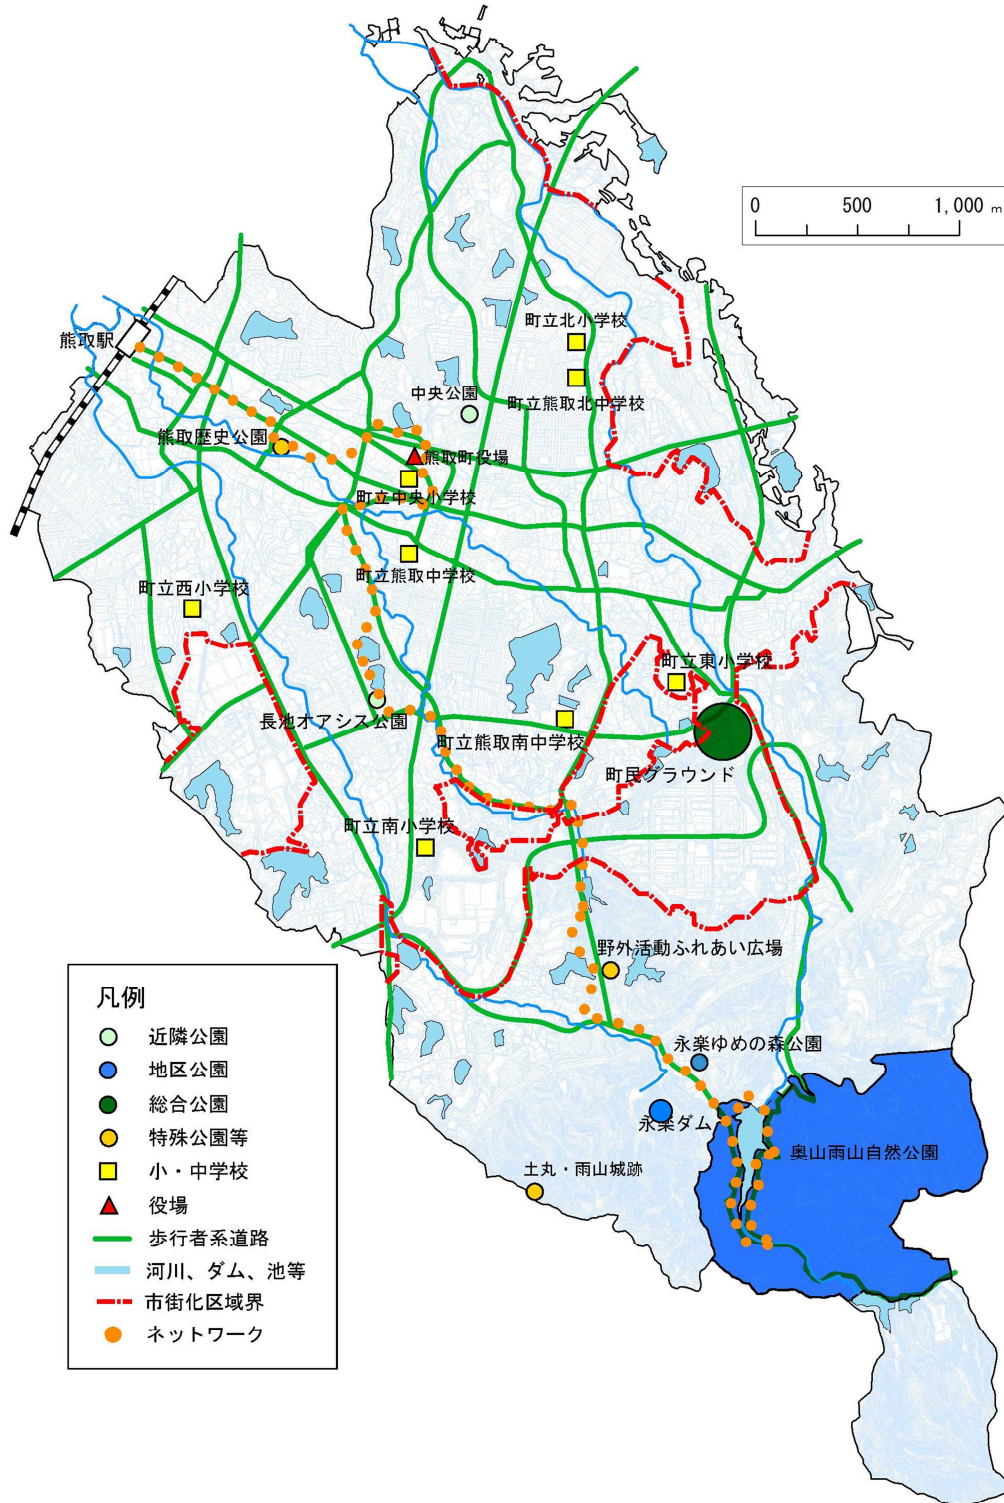 0 500 1,000 m
町立北小学校
熊取駅
中央公園
町立熊取北中学校
熊取歴史公園
熊取町役場
町立中央小学校
町立熊取中学校
町立西小学校
町立東小学校
長池オアシス公園
町立熊取南中学校
町民グラウンド
町立南小学校
野外活動ふれあい広場
永楽ゆめの森公園
永楽ダム
奥山雨山自然公園
土丸・雨山城跡
凡例
近隣公園
地区公園
総合公園
特殊公園等
小・中学校
役場
歩行者系道路
河川、ダム、池等
市街化区域界
ネットワーク